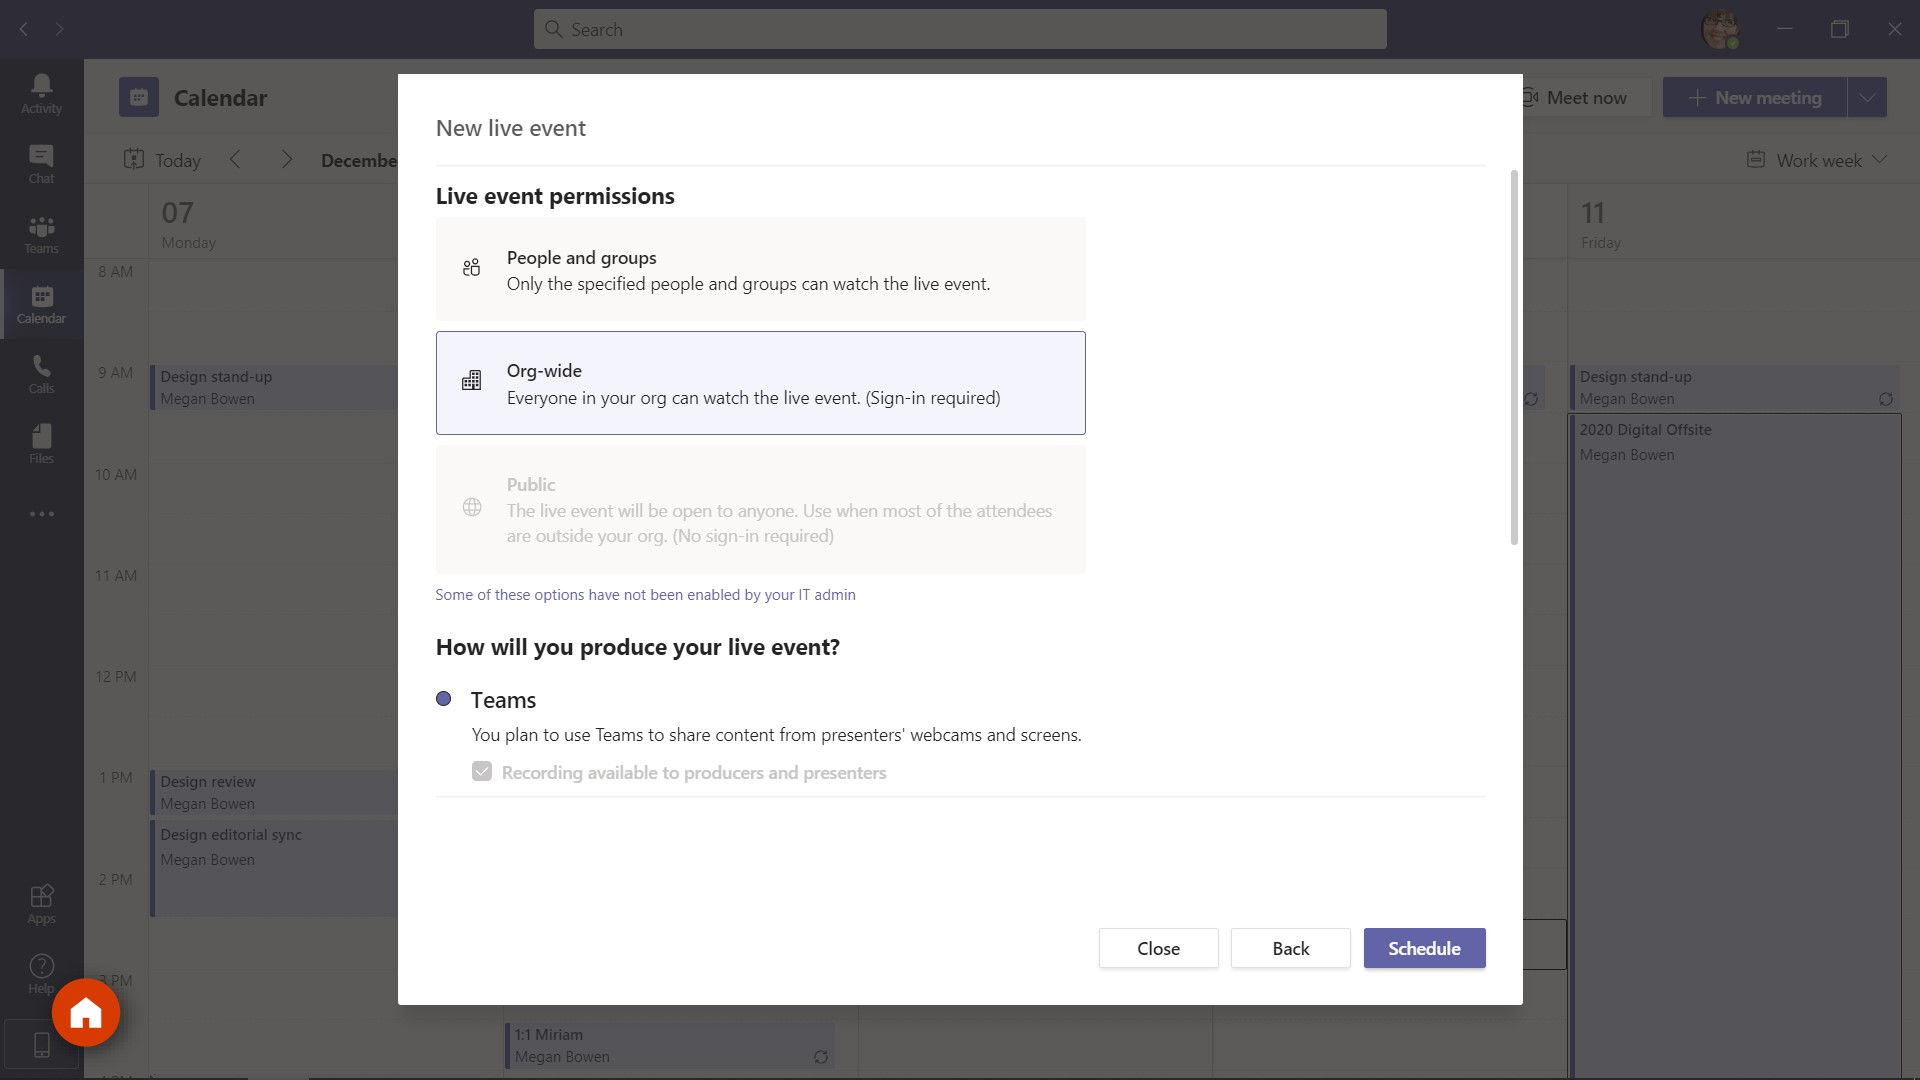 Search
Activity
Chat
Teams
Calendar
Calls
Files
Apps
Help
Calendar
Meet now
New meeting
Today
Decembe
Work week
07
Monday
11
Friday
8 AM
9 AM
10 AM
11 AM
12 PM
1 PM
2 PM
3 PM
Design stand-up
Megan Bowen
Design review
Megan Bowen
Design editorial sync
Megan Bowen
1:1 Miriam
Megan Bowen
Design stand-up
Megan Bowen
2020 Digital Offsite
Megan Bowen
New live event
Live event permissions
People and groups
Only the specified people and groups can watch the live event.
Org-wide
Everyone in your org can watch the live event. (Sign-in required)
Public
The live event will be open to anyone. Use when most of the attendees
are outside your org. (No sign-in required)
Some of these options have not been enabled by your IT admin
How will you produce your live event?
Teams
You plan to use Teams to share content from presenters' webcams and screens.
Recording available to producers and presenters
Close
Back
Schedule